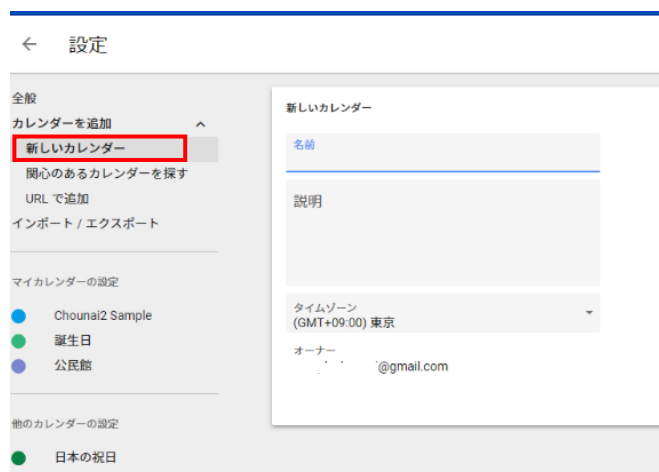 設定
全般
カレンダーを追加
新しいカレンダー
関心のあるカレンダーを探す
URL で追加
インポート / エクスポート
マイカレンダーの設定
Chounai2 Sample
誕生日
公民館
他のカレンダーの設定
日本の祝日
新しいカレンダー
名前
説明
タイムゾーン
(GMT+09:00) 東京
オーナー
@gmail.com